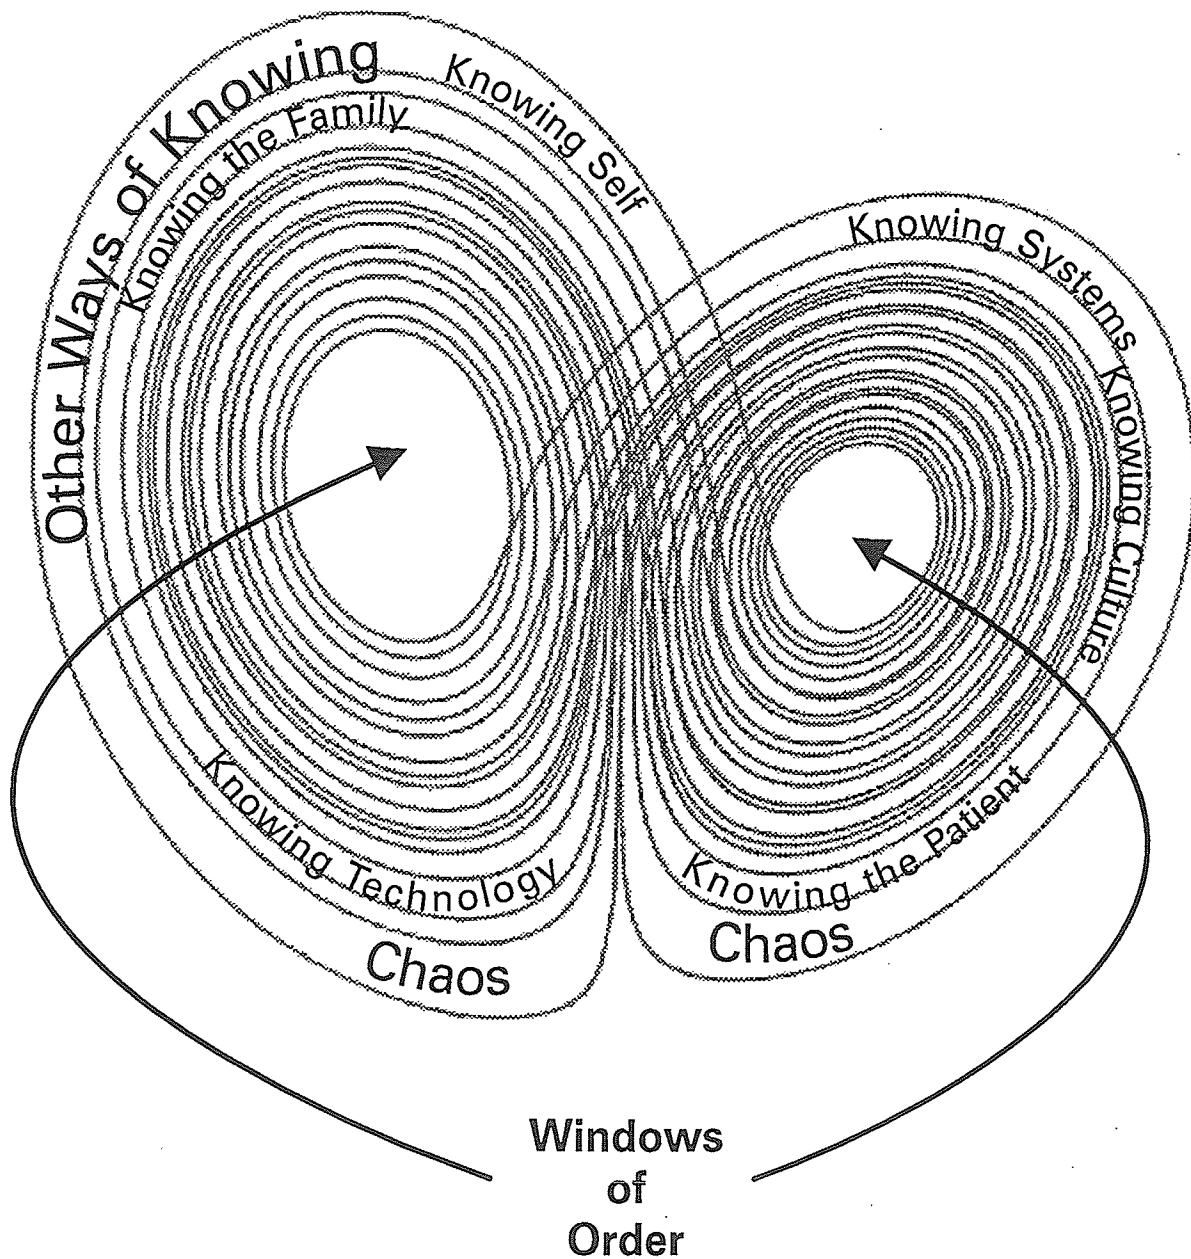 Other Ways of Knowing
Knowing the Family
Knowing Self
Knowing Systems
Knowing Culture
Knowing Technology
Knowing the Patient
Chaos
Chaos
Windows
of
Order